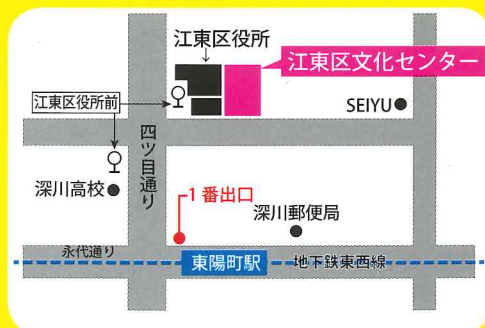 江東区役所
江東区文化センター
江東区役所前
SEIYU
四ツ目通り
深川高校
1番出口
深川郵便局
永代通り
東陽町駅
地下鉄東西線